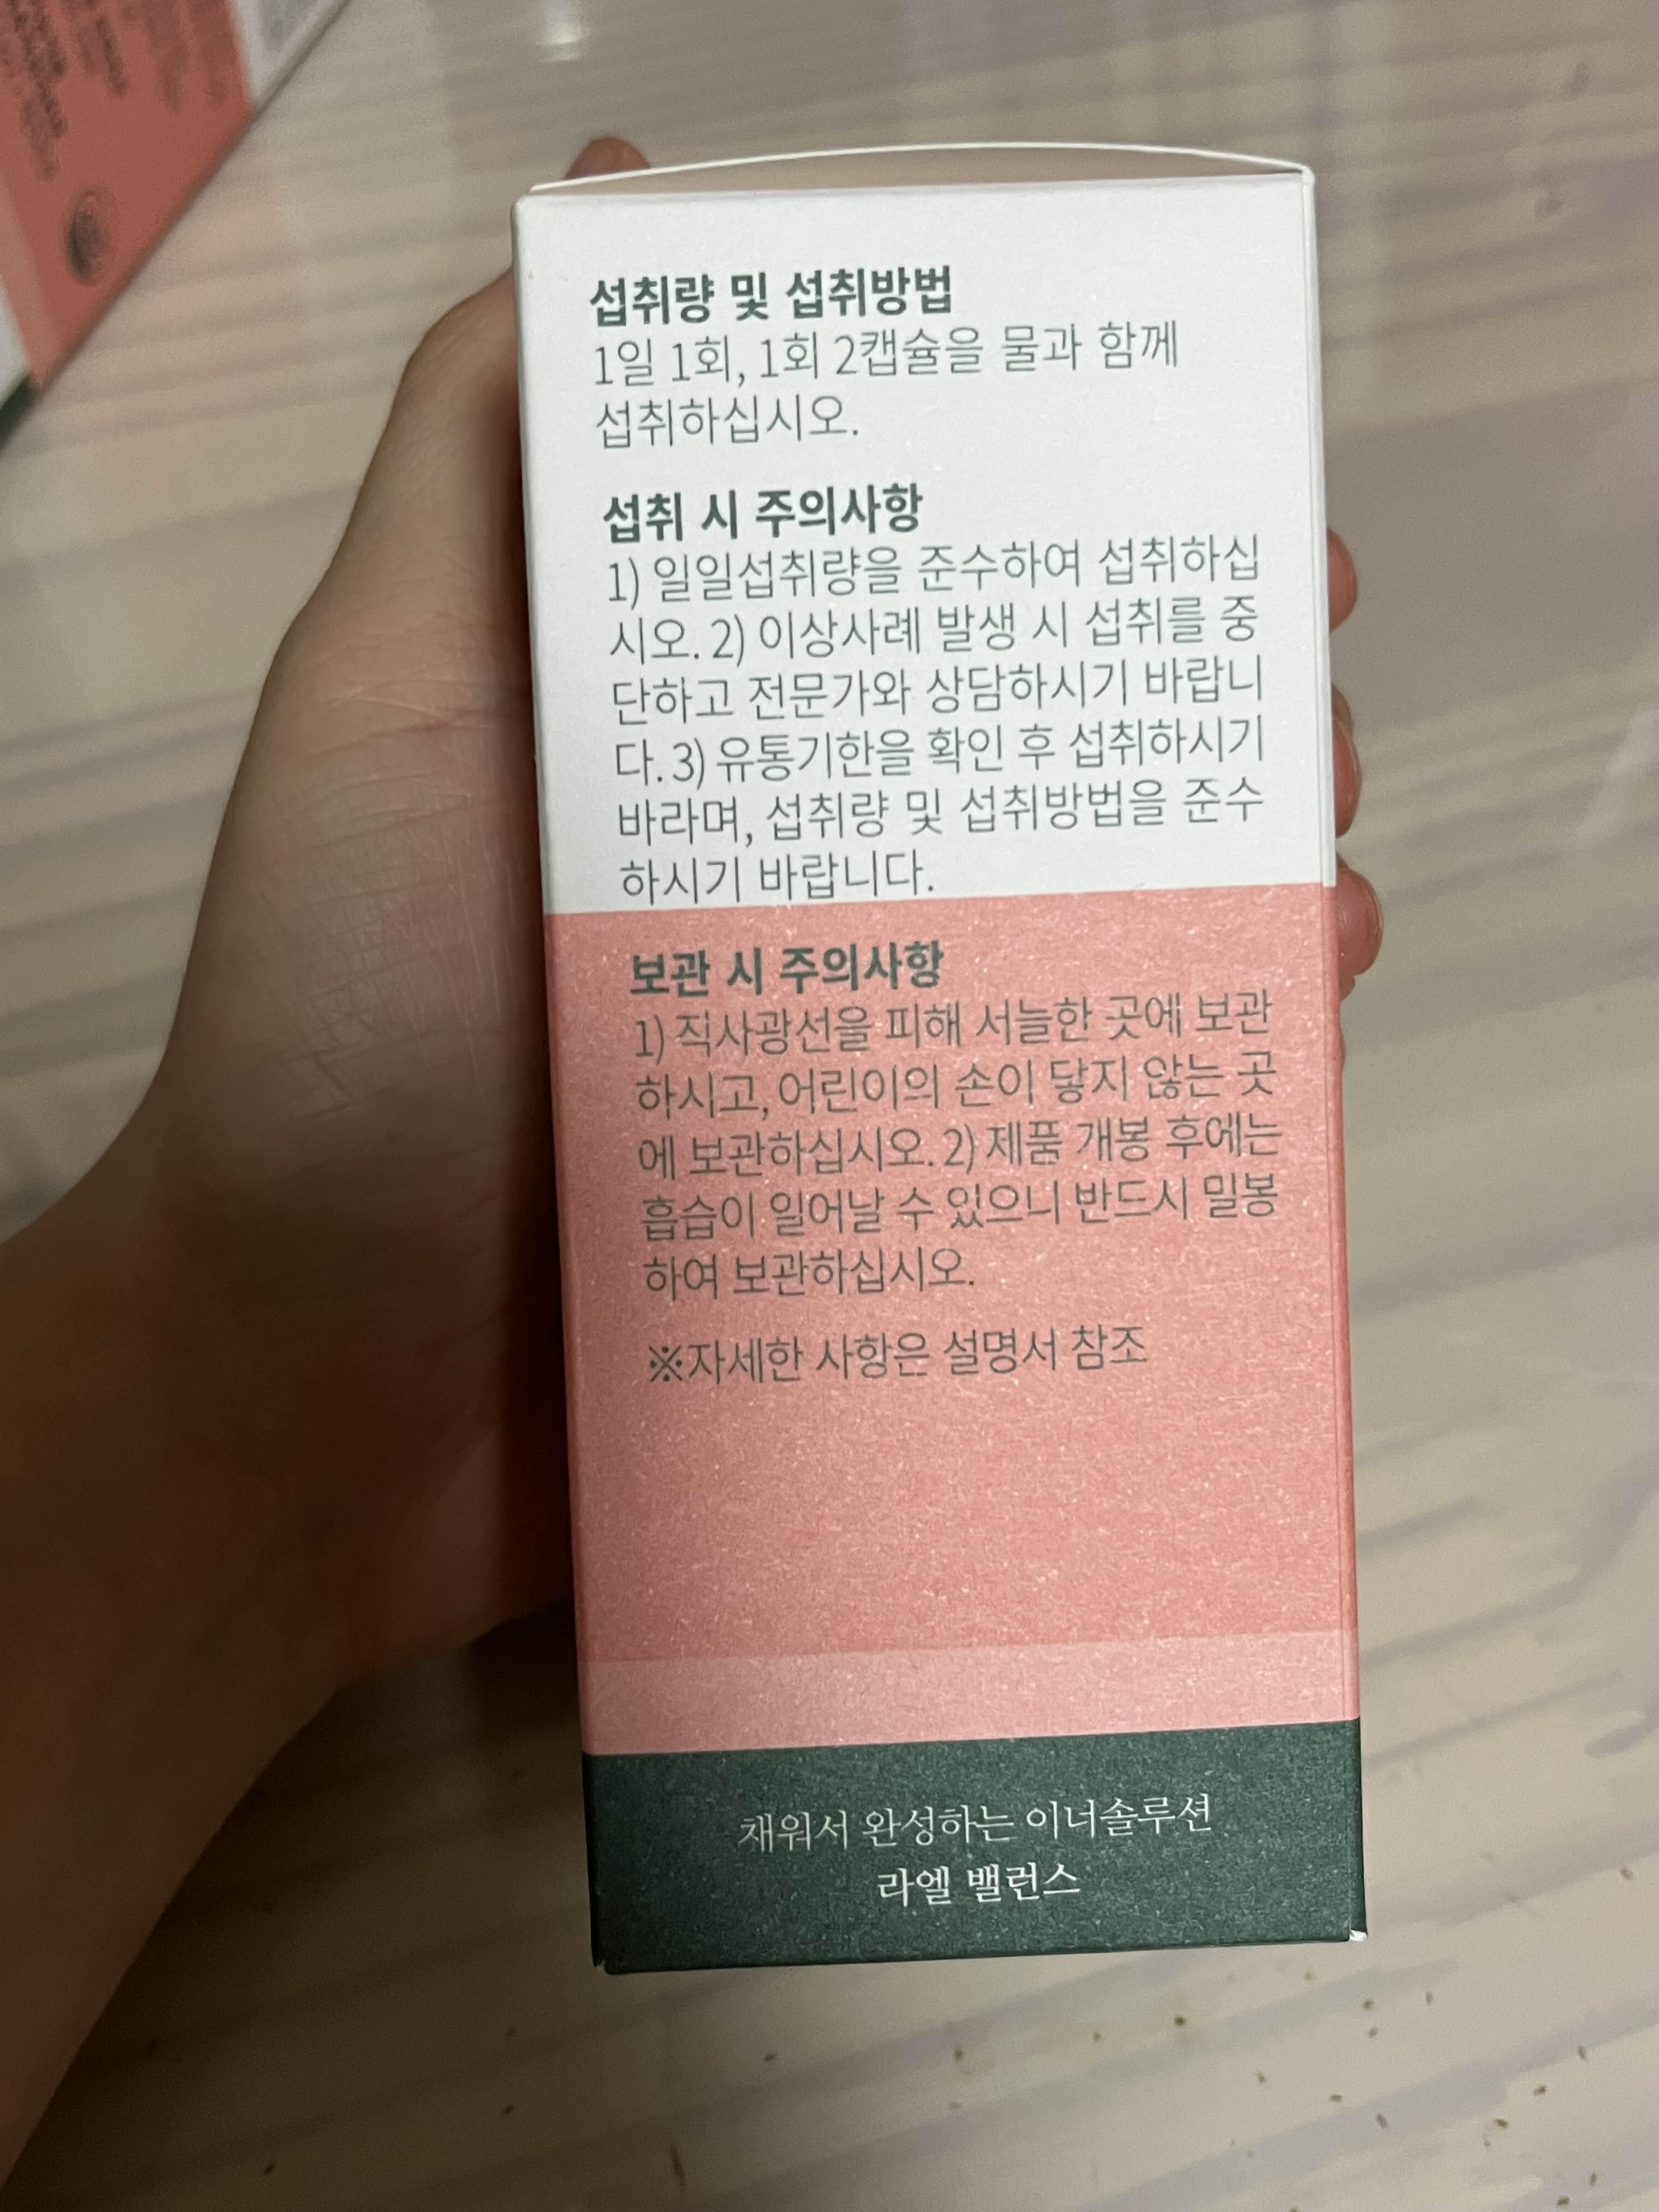 섭취량 및 섭취방법
1일 1회, 1회 2캡슐을 물과 함께
섭취하십시오.
섭취 시 주의사항
1) 일일섭취량을 준수하여 섭취하십
시오. 2) 이상사례 발생 시 섭취를 중
단하고 전문가와 상담하시기 바랍니
다. 3) 유통기한을 확인 후 섭취하시기
바라며, 섭취량 및 섭취방법을 준수
하시기 바랍니다.
보관 시 주의사항
1) 직사광선을 피해 서늘한 곳에 보관
하시고, 어린이의 손이 닿지 않는 곳
에 보관하십시오. 2) 제품 개봉 후에는
흡습이 일어날 수 있으니 반드시 밀봉
하여 보관하십시오.
※자세한 사항은 설명서 참조
채워서 완성하는 이너솔루션
라엘 밸런스